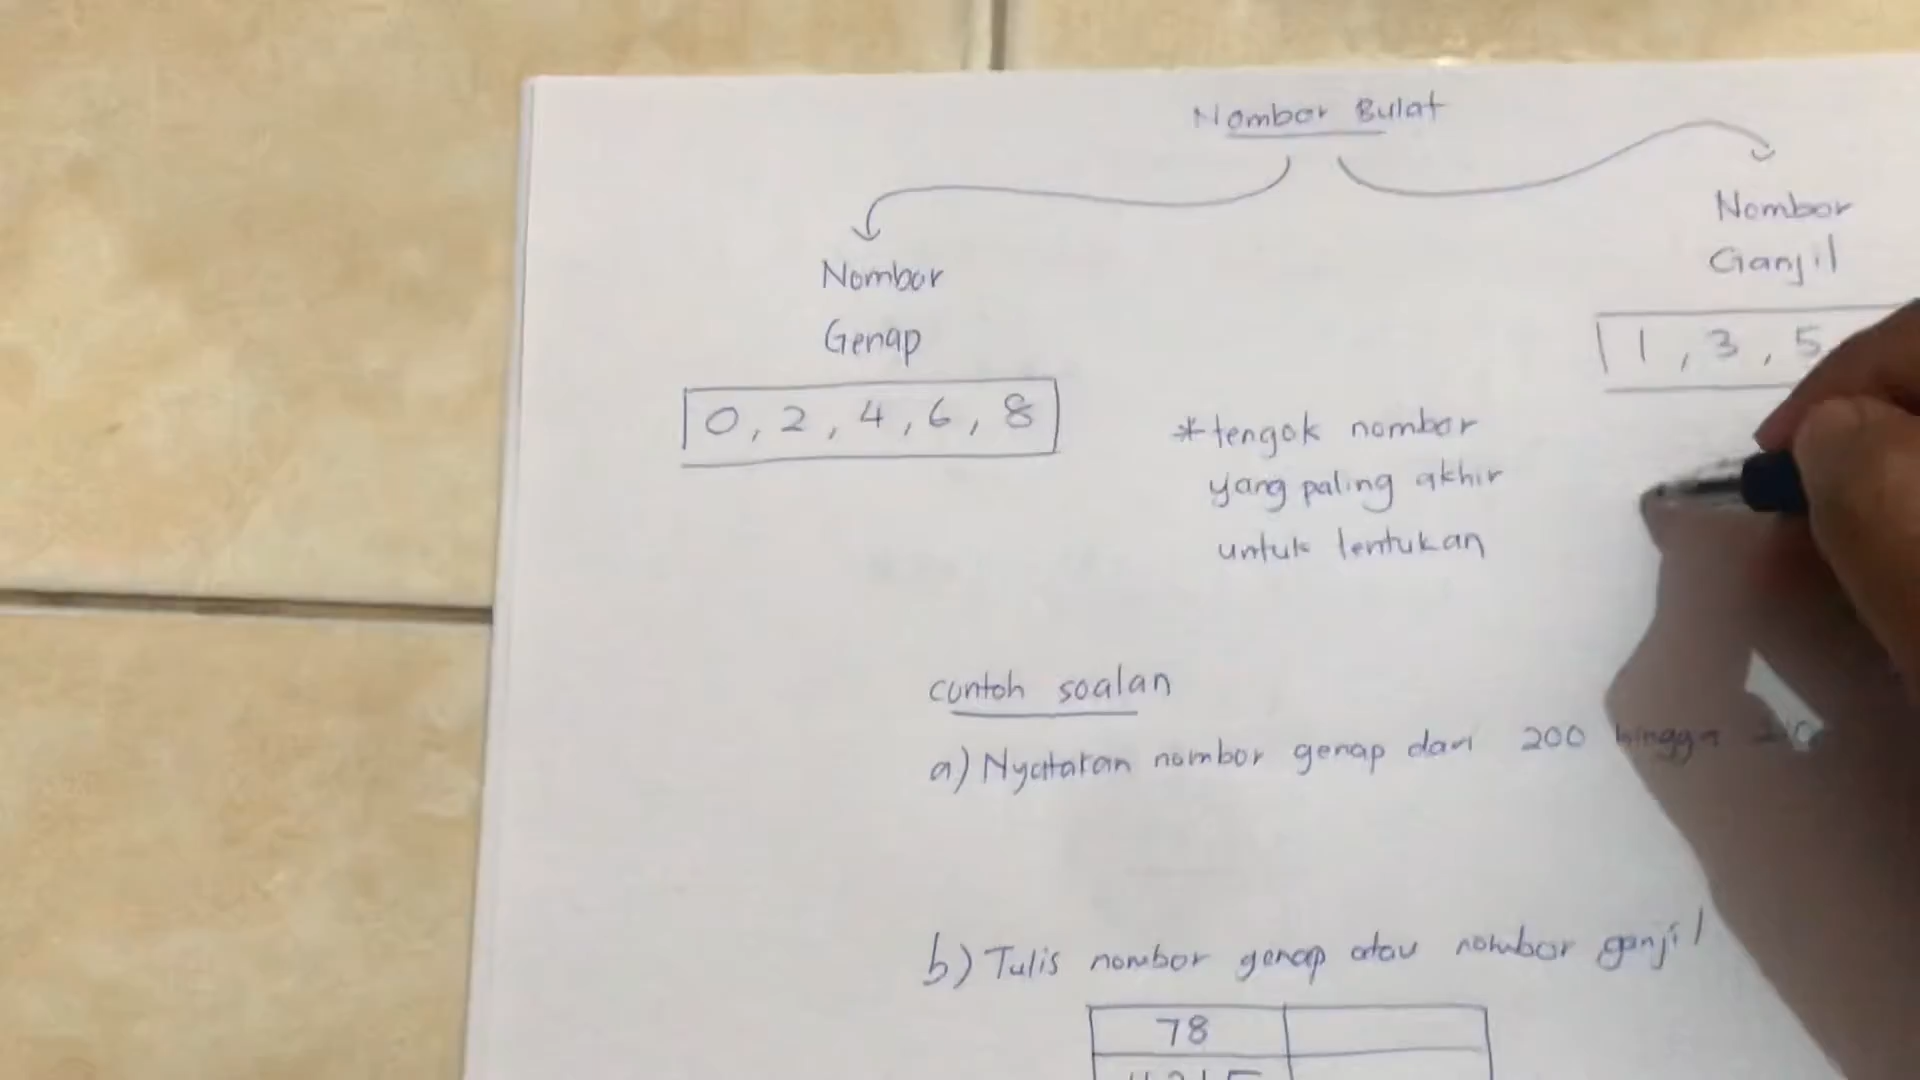 Nombor Bulat
Nombor
Genap
0, 2, 4, 6, 8
Nombor
Ganjil
1, 3, 5
*tengok nombor
yang paling akhir
untuk tentukan
contoh soalan
a) Nyatakan nombor genap dari 200 hingga
b) Tulis nombor genap atau nombor ganjil
78